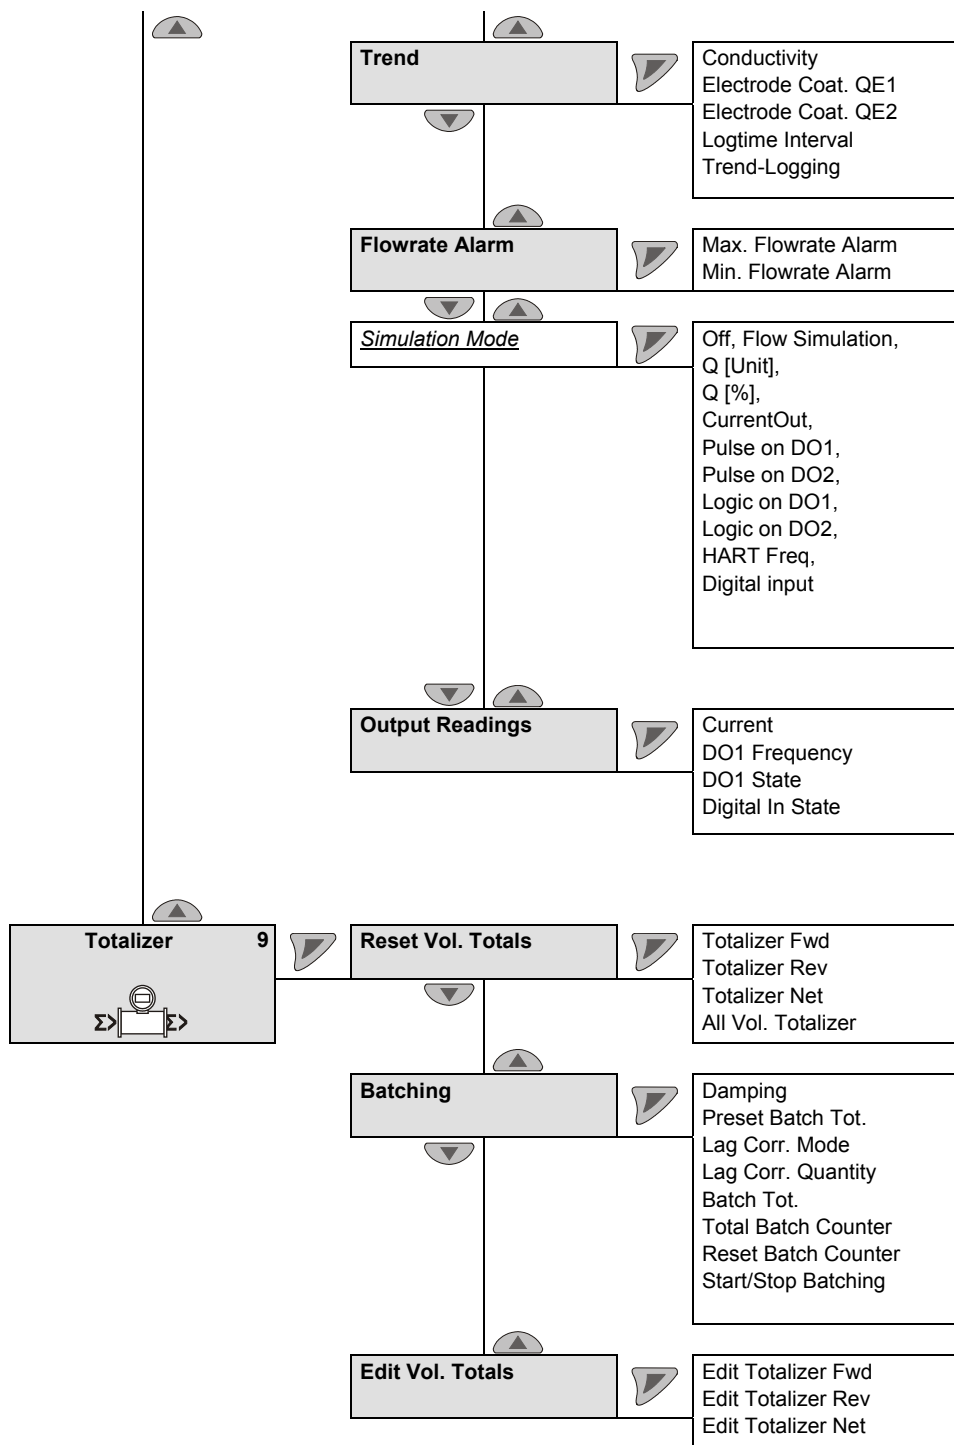 Trend
Conductivity
Electrode Coat. QE1
Electrode Coat. QE2
Logtime Interval
Trend-Logging
Flowrate Alarm
Max. Flowrate Alarm
Min. Flowrate Alarm
Simulation Mode
Off, Flow Simulation,
Q [Unit],
Q [%],
CurrentOut,
Pulse on DO1,
Pulse on DO2,
Logic on DO1,
Logic on DO2,
HART Freq,
Digital input
Output Readings
Current
DO1 Frequency
DO1 State
Digital In State
Totalizer 9
Σ> Σ>
Reset Vol. Totals
Totalizer Fwd
Totalizer Rev
Totalizer Net
All Vol. Totalizer
Batching
Damping
Preset Batch Tot.
Lag Corr. Mode
Lag Corr. Quantity
Batch Tot.
Total Batch Counter
Reset Batch Counter
Start/Stop Batching
Edit Vol. Totals
Edit Totalizer Fwd
Edit Totalizer Rev
Edit Totalizer Net